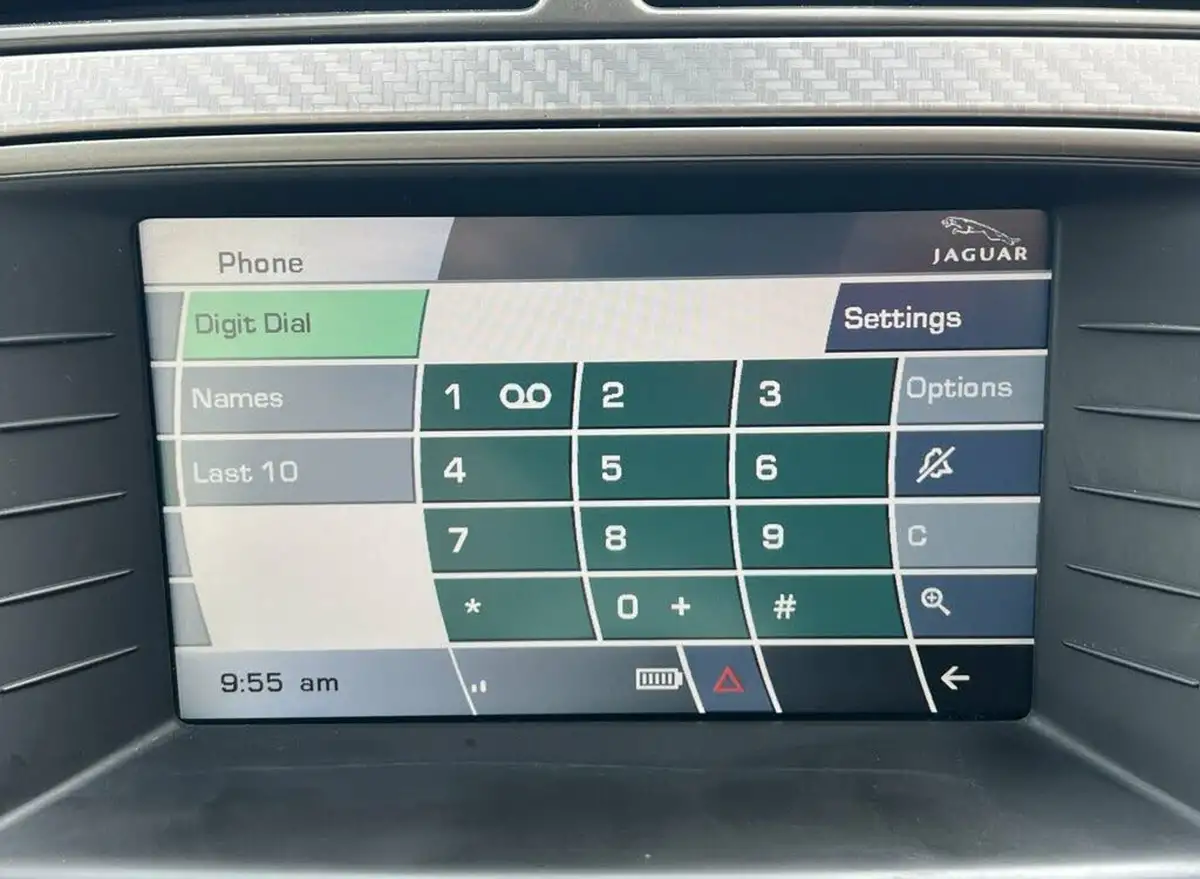 Phone
JAGUAR
Digit Dial
Settings
Names
1 2 3
Options
Last 10
4 5 6
7 8 9
C
* 0 + #
9:55 am